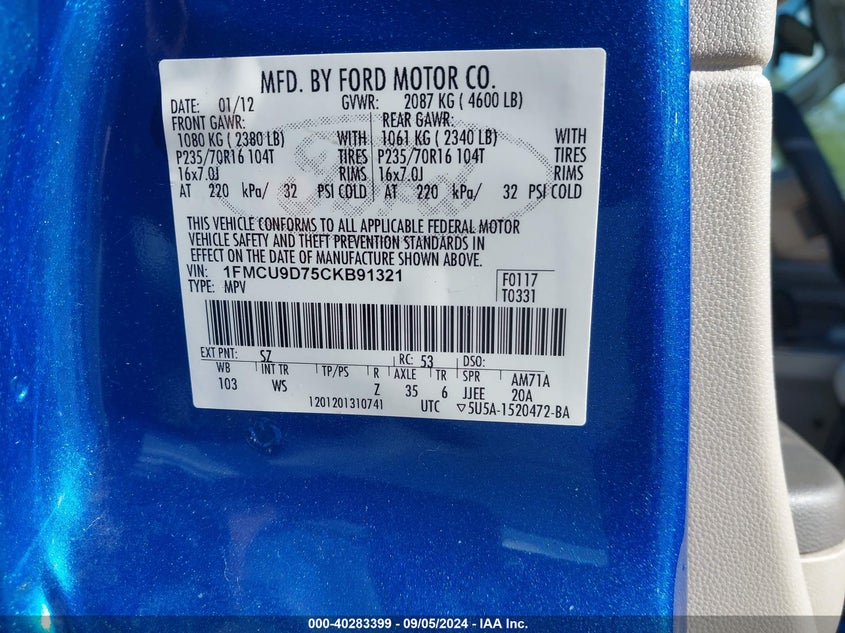 MFD. BY FORD MOTOR CO.
DATE: 01/12 GVWR: 2087 KG ( 4600 LB)
FRONT GAWR: REAR GAWR:
1080 KG ( 2380 LB) WITH 1061 KG ( 2340 LB) WITH
P235/70R16 104T TIRES P235/70R16 104T TIRES
16x7.0J RIMS 16x7.0J RIMS
AT 220 kPa/ 32 PSI COLD AT 220 kPa/ 32 PSI COLD
THIS VEHICLE CONFORMS TO ALL APPLICABLE FEDERAL MOTOR
VEHICLE SAFETY AND THEFT PREVENTION STANDARDS IN
EFFECT ON THE DATE OF MANUFACTURE SHOWN ABOVE.
VIN: 1FMCU9D75CKB91321 F0117
TYPE: MPV T0331
EXT PNT: SZ RC: 53 DSO:
WB INT TR TP/PS R AXLE TR SPR AM71A
103 WS Z 35 6 JJEE 20A
1201201310741 UTC ▽5U5A-1520472-BA
000-40283399 - 09/05/2024 - IAA Inc.